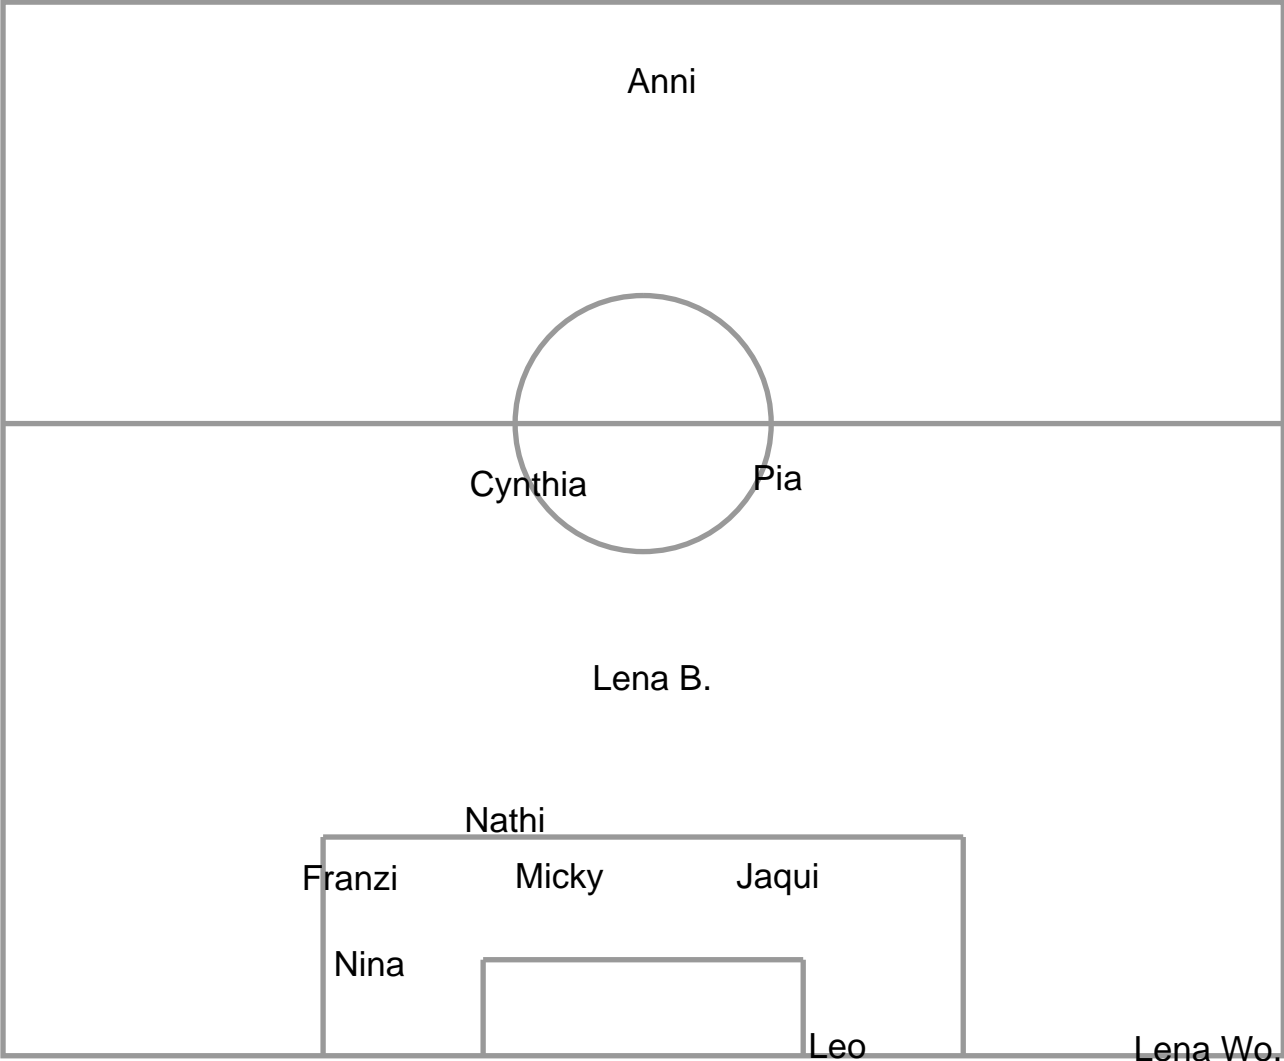 Anni
Cynthia Pia
Lena B.
Nathi
Franzi Micky Jaqui
Nina
Leo Lena Wo.